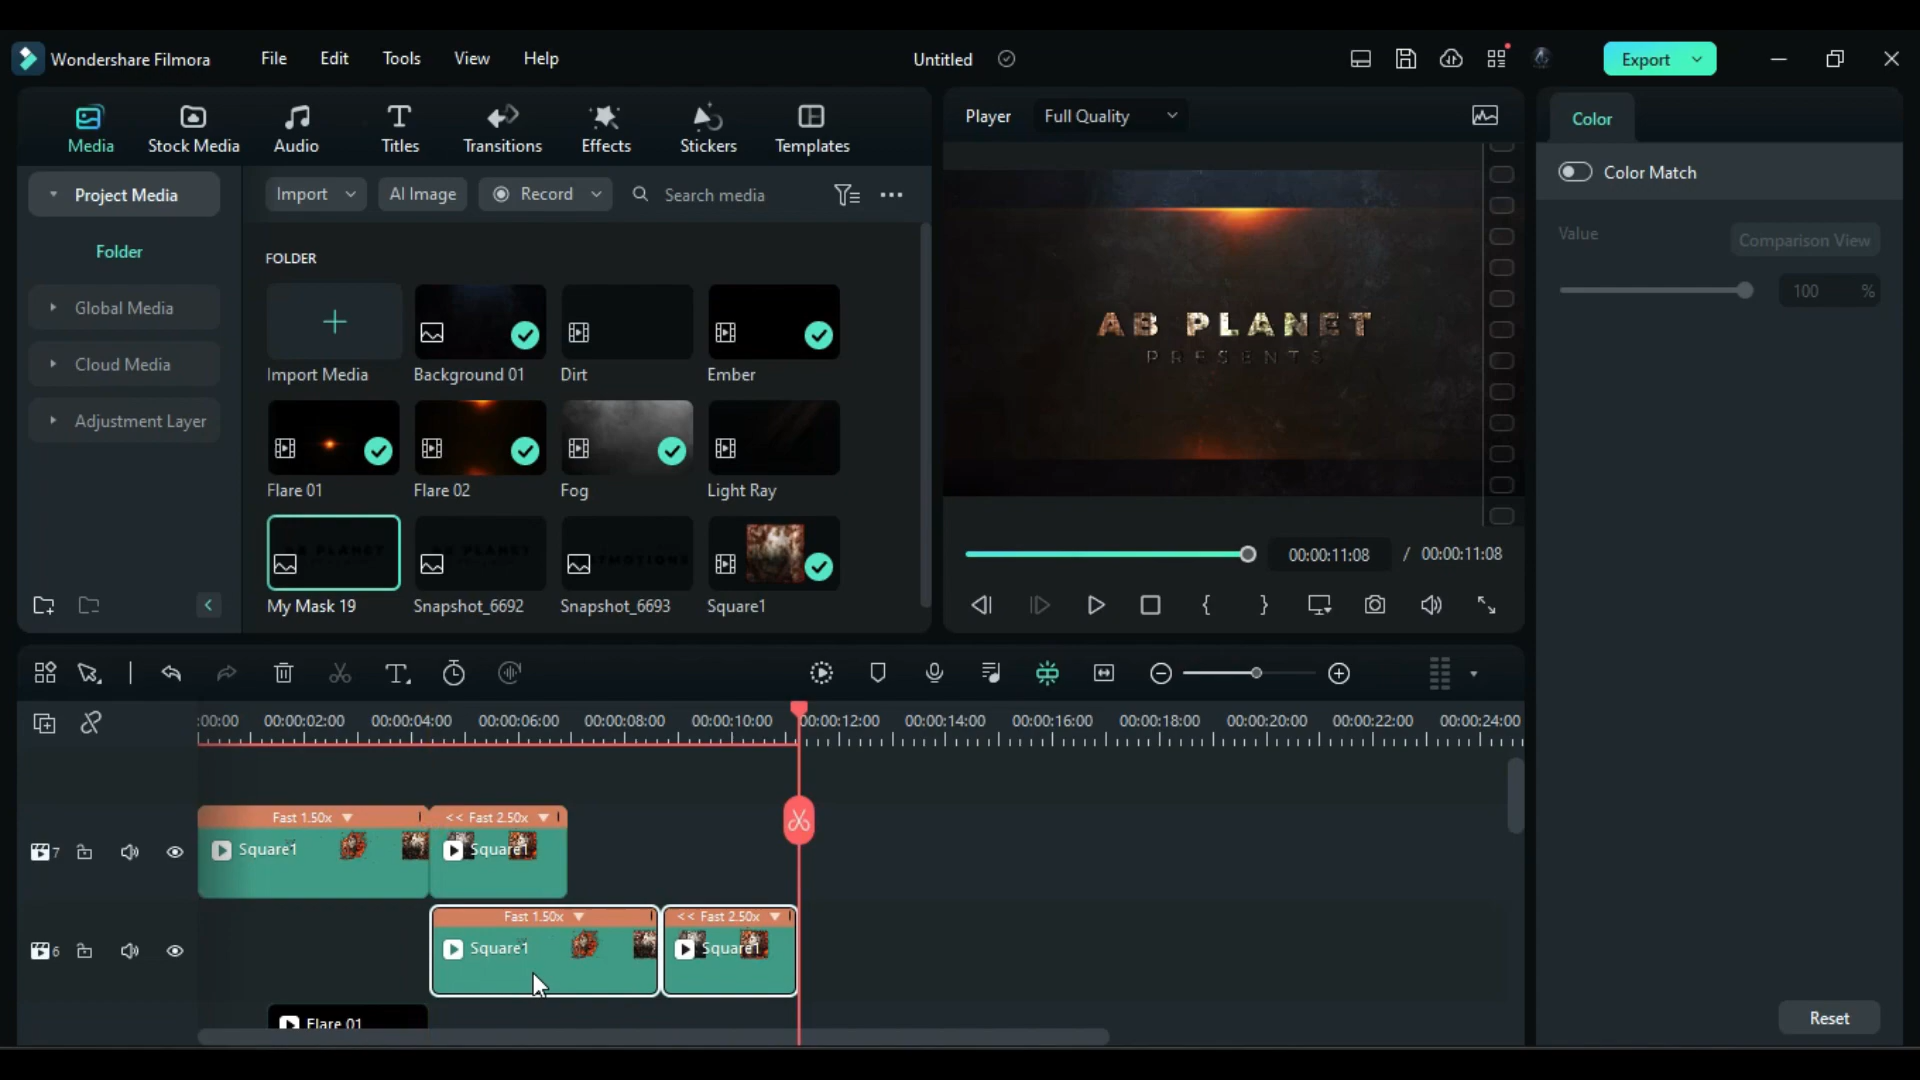 Wondershare Filmora File Edit Tools View Help Untitled Export
Media Stock Media Audio Titles Transitions Effects Stickers Templates
Player Full Quality
Color
Project Media
Import AI Image Record Search media
Color Match
Folder
FOLDER
Value Comparison View
100 %
Global Media
Cloud Media
Adjustment Layer
Import Media Background 01 Dirt Ember
Flare 01 Flare 02 Fog Light Ray
My Mask 19 Snapshot_6692 Snapshot_6693 Square1
AB PLANET
PRESENTS
00:00:11:08 / 00:00:11:08
:00:00 00:00:02:00 00:00:04:00 00:00:06:00 00:00:08:00 00:00:10:00 00:00:12:00 00:00:14:00 00:00:16:00 00:00:18:00 00:00:20:00 00:00:22:00 00:00:24:00
Fast 1.50x << Fast 2.50x
7 Square1 Square1
Fast 1.50x << Fast 2.50x
6 Square1 Square1
Flare 01
Reset